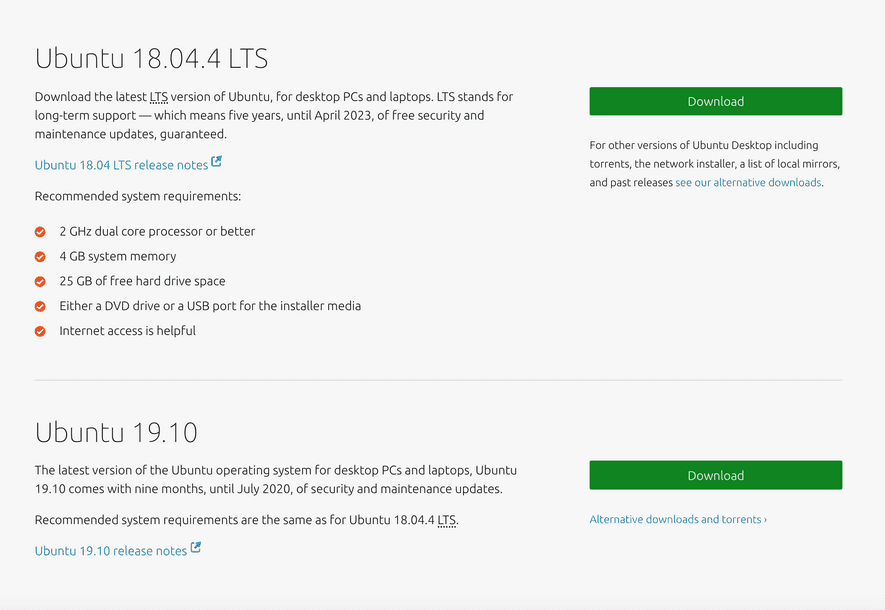 Ubuntu 18.04.4 LTS
Download the latest LTS version of Ubuntu, for desktop PCs and laptops. LTS stands for
long-term support — which means five years, until April 2023, of free security and
maintenance updates, guaranteed.
Ubuntu 18.04 LTS release notes
Recommended system requirements:
2 GHz dual core processor or better
4 GB system memory
25 GB of free hard drive space
Either a DVD drive or a USB port for the installer media
Internet access is helpful
Download
For other versions of Ubuntu Desktop including
torrents, the network installer, a list of local mirrors,
and past releases see our alternative downloads.
Ubuntu 19.10
The latest version of the Ubuntu operating system for desktop PCs and laptops, Ubuntu
19.10 comes with nine months, until July 2020, of security and maintenance updates.
Recommended system requirements are the same as for Ubuntu 18.04.4 LTS.
Ubuntu 19.10 release notes
Download
Alternative downloads and torrents ›